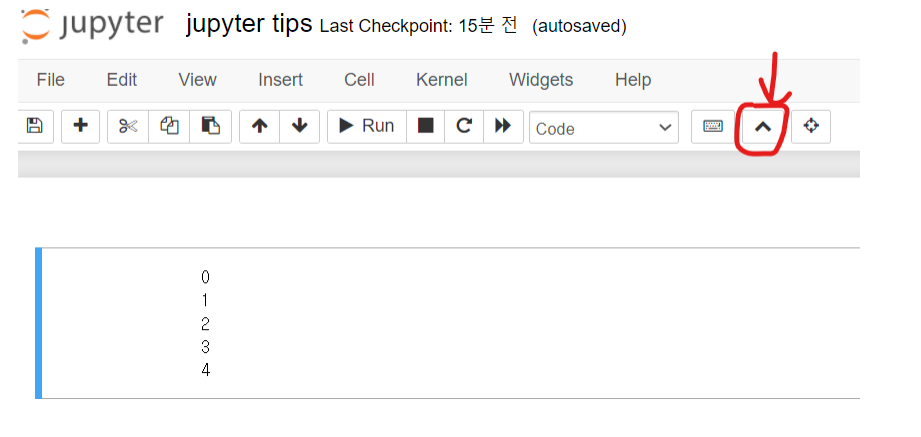 jupyter jupyter tips Last Checkpoint: 15분 전 (autosaved)
File Edit View Insert Cell Kernel Widgets Help
Run Code
0
1
2
3
4